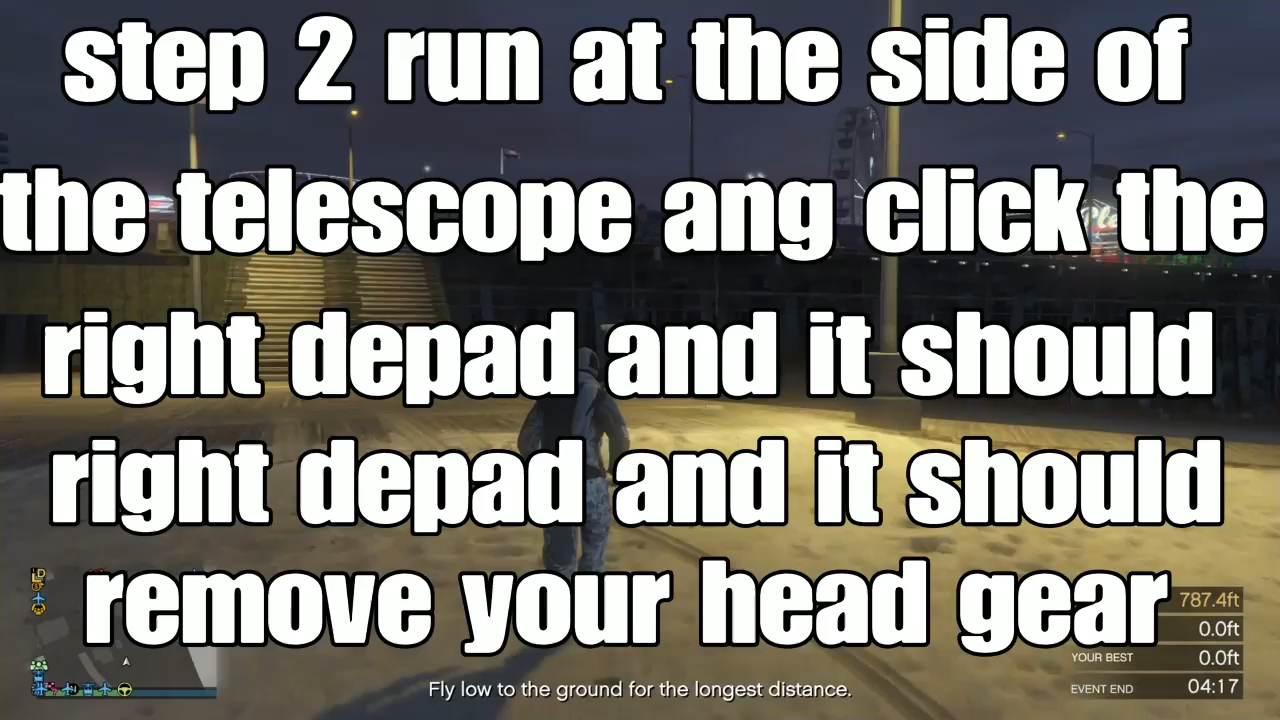 step 2 run at the side of
the telescope ang click the
right depad and it should
right depad and it should
remove your head gear
787.4ft
0.0ft
YOUR BEST 0.0ft
EVENT END 04:17
Fly low to the ground for the longest distance.